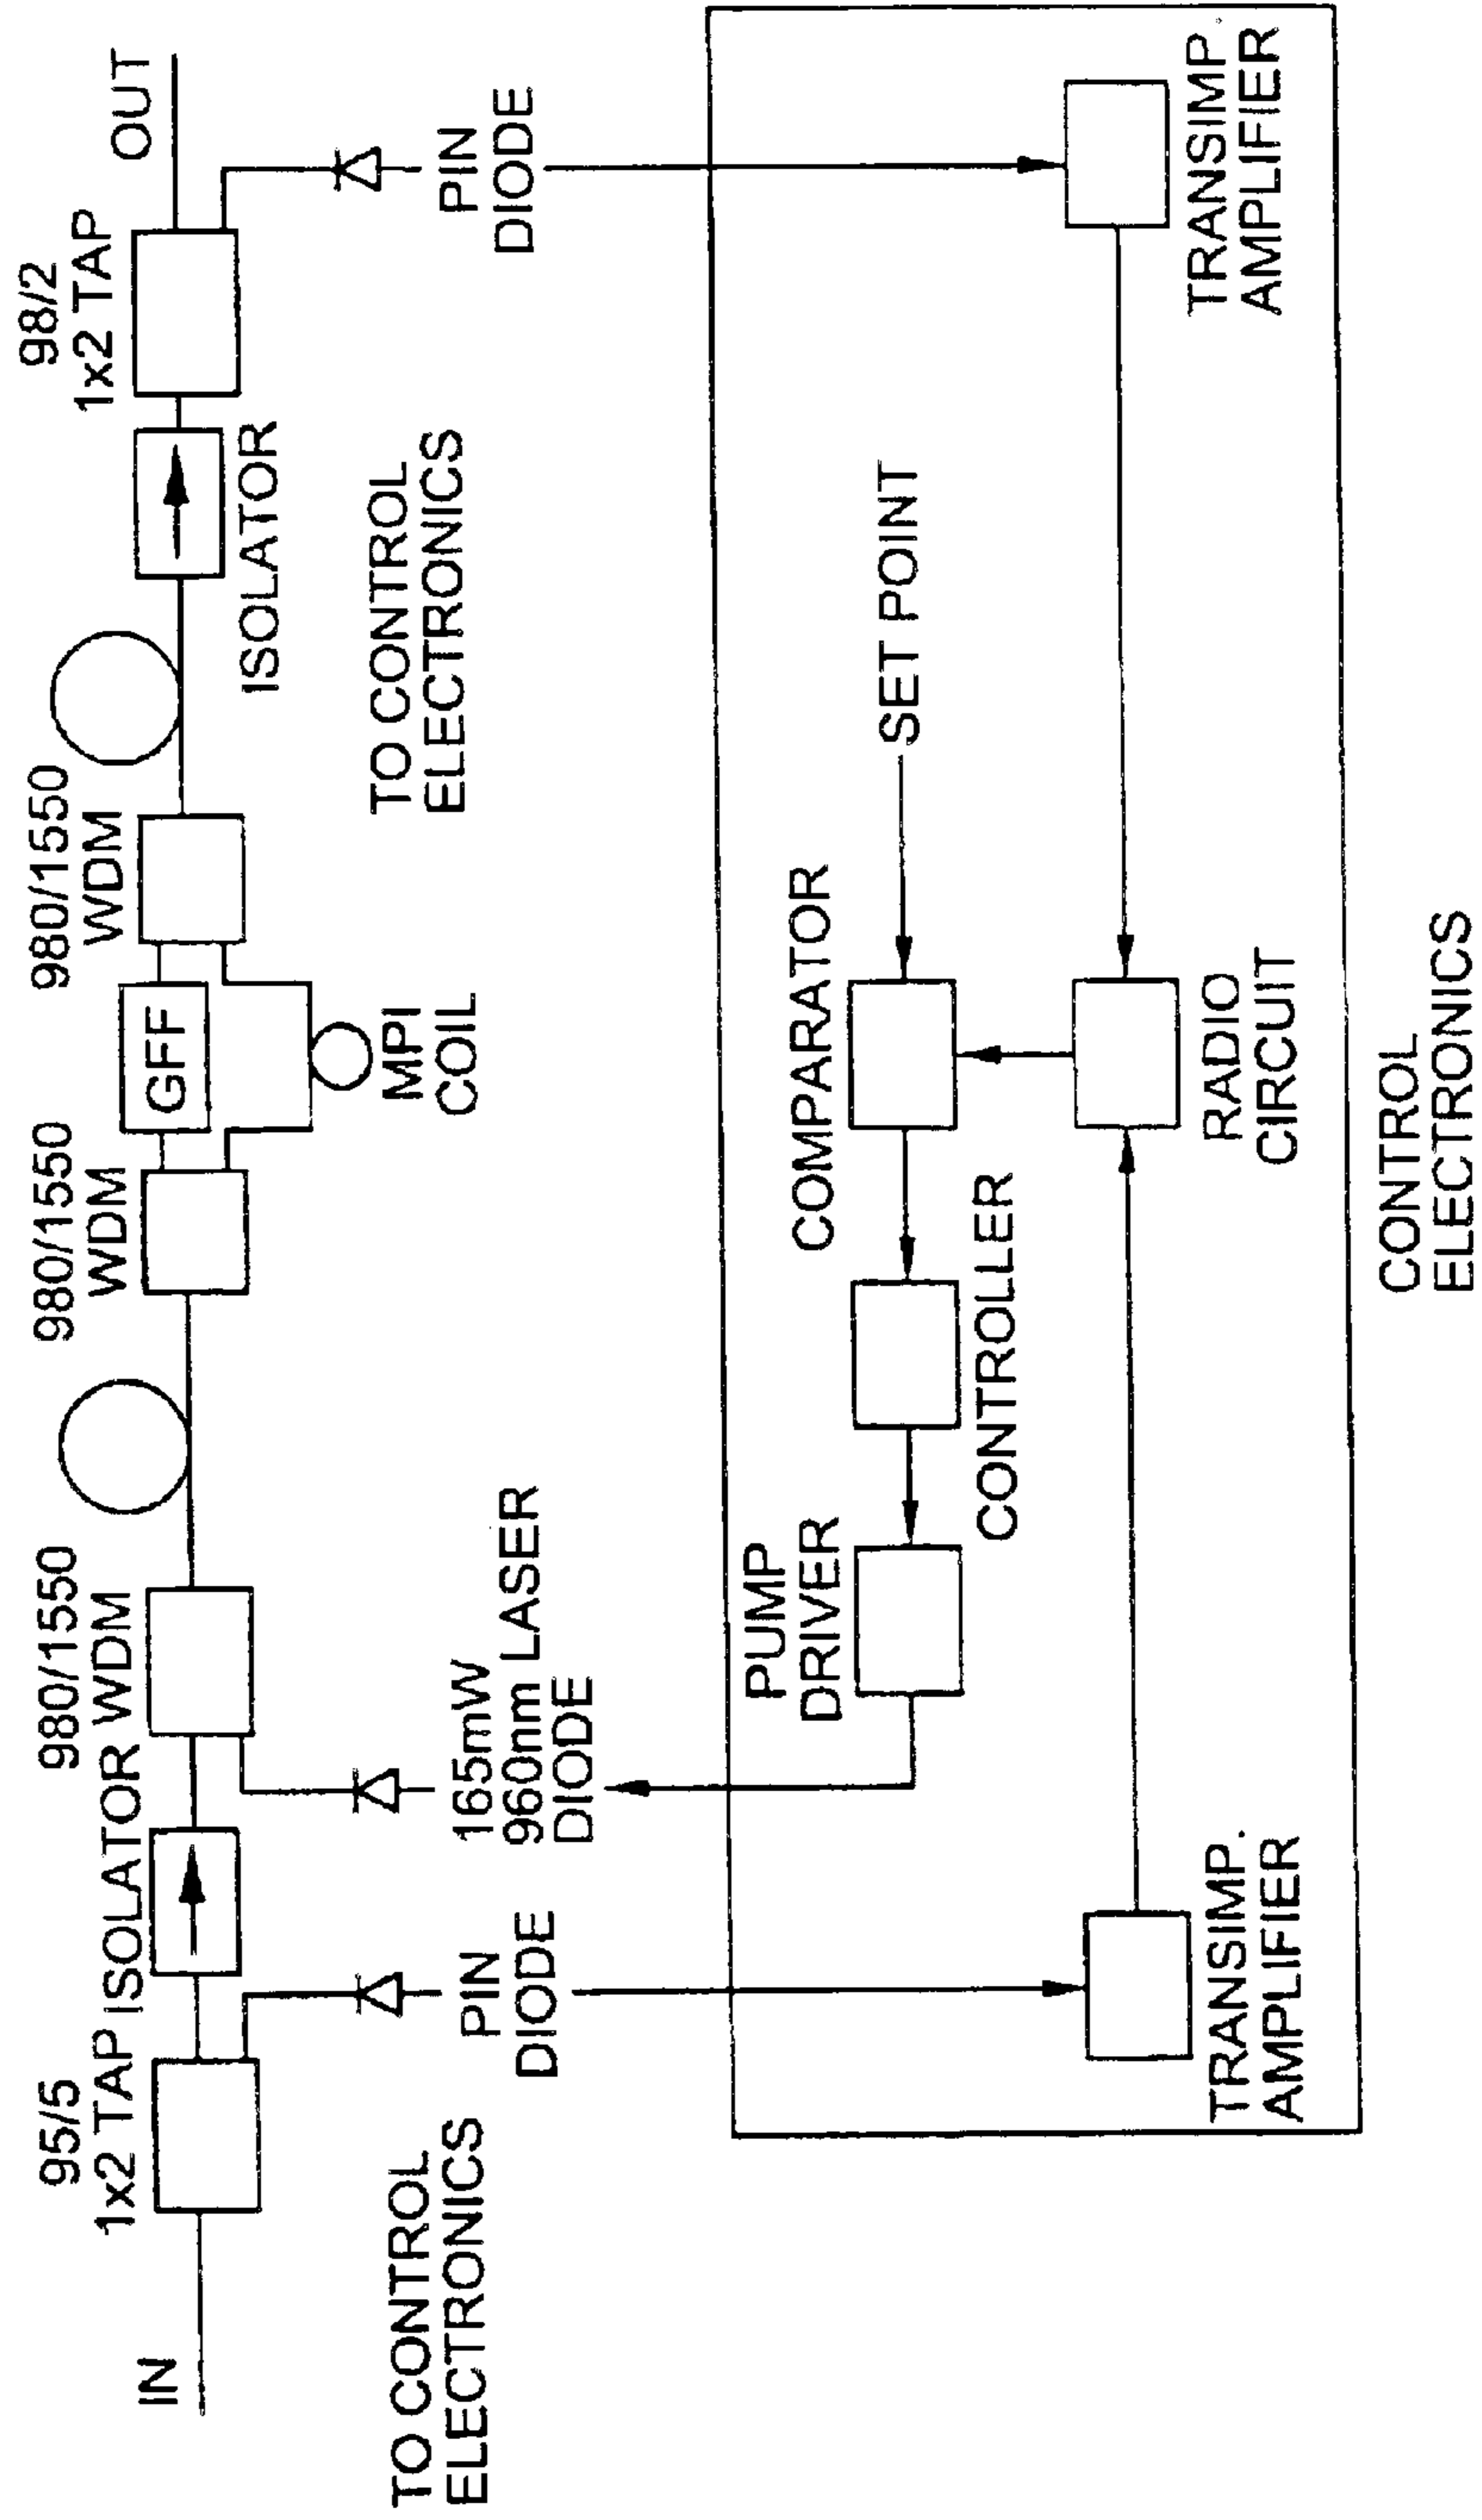 IN
95/5
1x2 TAP
ISOLATOR
980/1550
WDM
980/1550
WDM
GFF
980/1550
WDM
ISOLATOR
98/2
1x2 TAP
OUT
TO CONTROL
ELECTRONICS
PIN
DIODE
165mW
960nm LASER
DIODE
MPI
COIL
TO CONTROL
ELECTRONICS
PIN
DIODE
PUMP
DRIVER
CONTROLLER
COMPARATOR
SET POINT
TRANSIMP.
AMPLIFIER
RADIO
CIRCUIT
TRANSIMP.
AMPLIFIER
CONTROL
ELECTRONICS